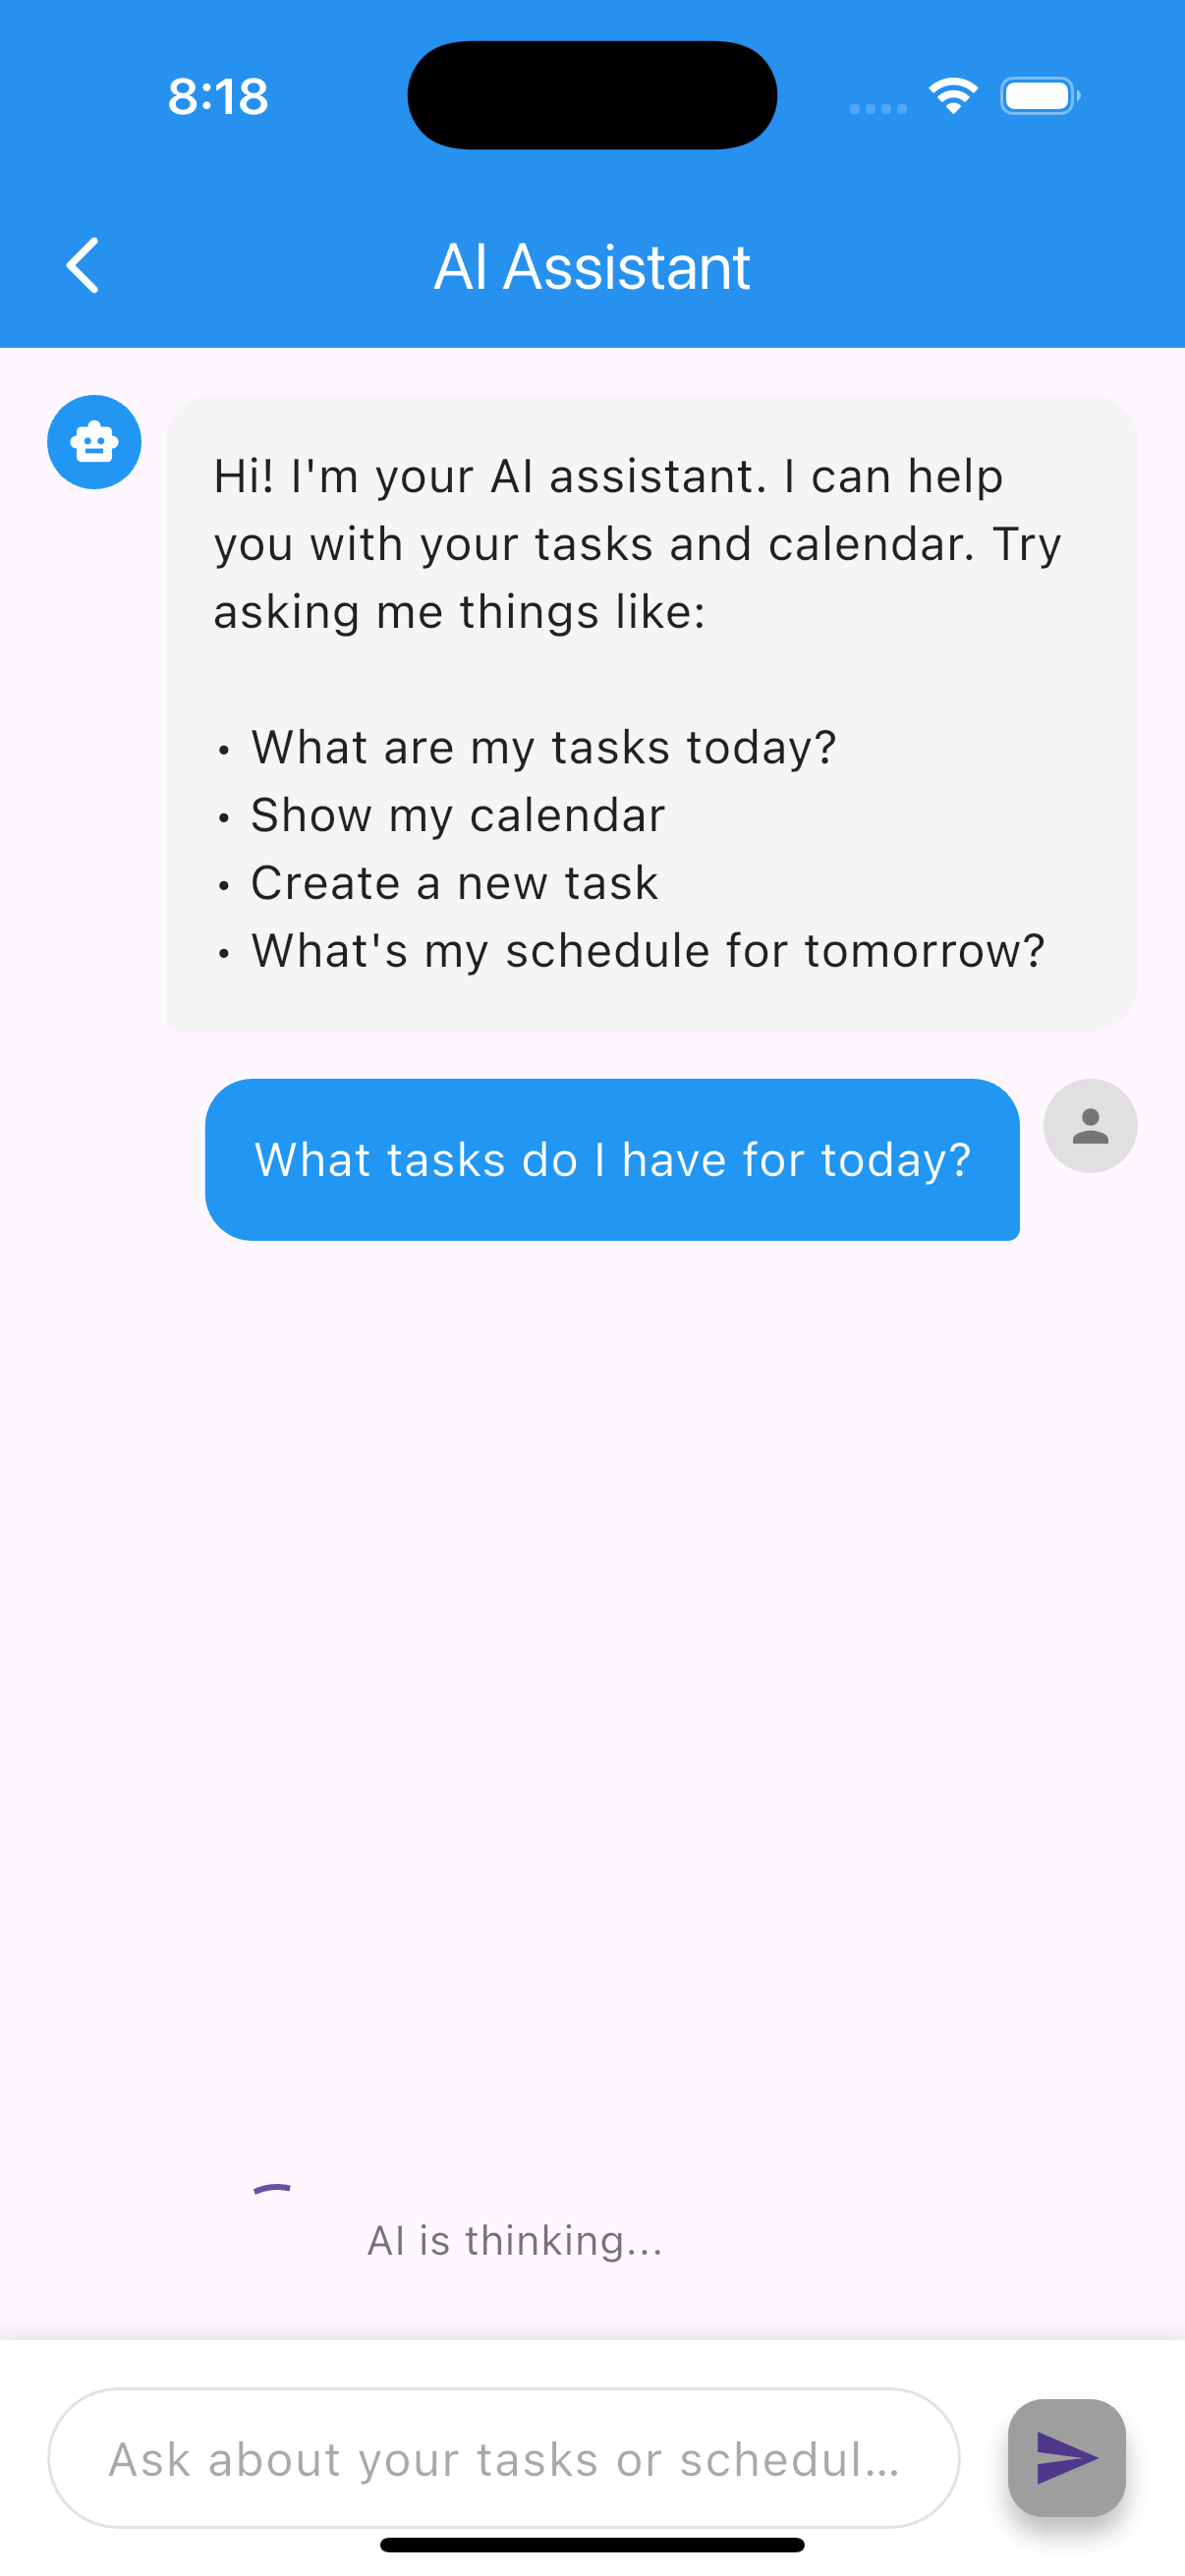 8:18
AI Assistant
Hi! I'm your AI assistant. I can help
you with your tasks and calendar. Try
asking me things like:
• What are my tasks today?
• Show my calendar
• Create a new task
• What's my schedule for tomorrow?
What tasks do I have for today?
AI is thinking...
Ask about your tasks or schedul...